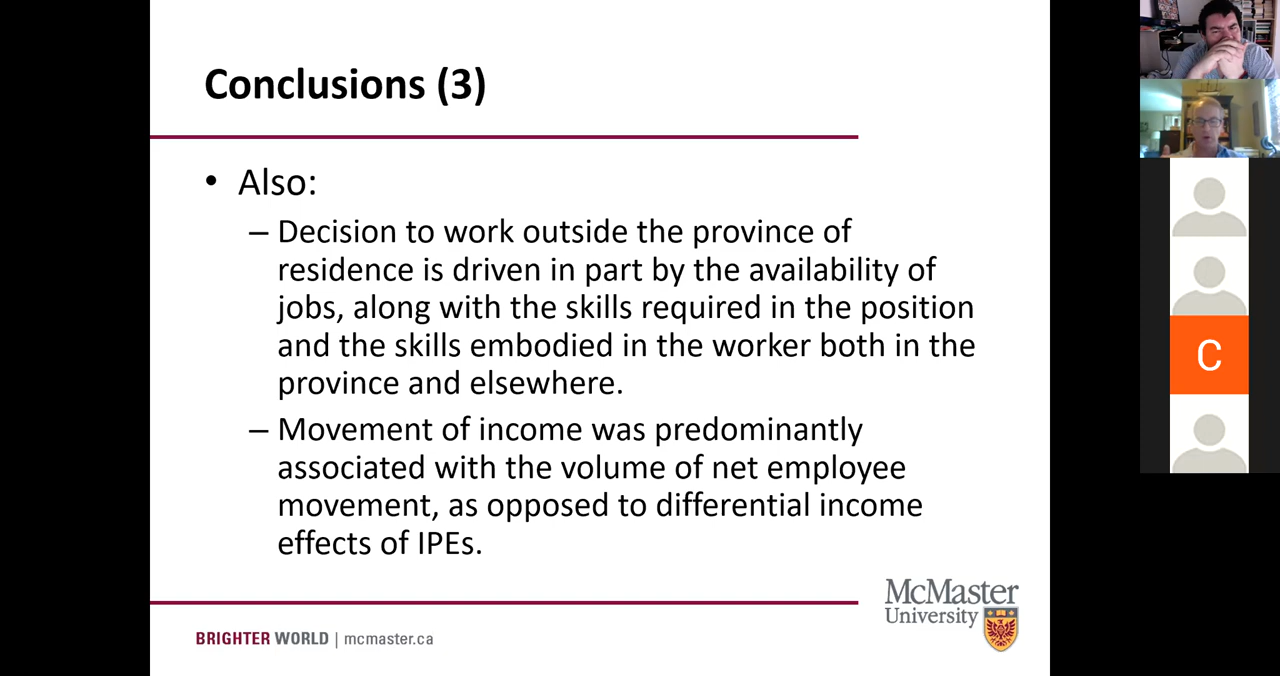 Conclusions (3)
• Also:
– Decision to work outside the province of
residence is driven in part by the availability of
jobs, along with the skills required in the position
and the skills embodied in the worker both in the
province and elsewhere.
– Movement of income was predominantly
associated with the volume of net employee
movement, as opposed to differential income
effects of IPEs.
McMaster
University
BRIGHTER WORLD | mcmaster.ca
C